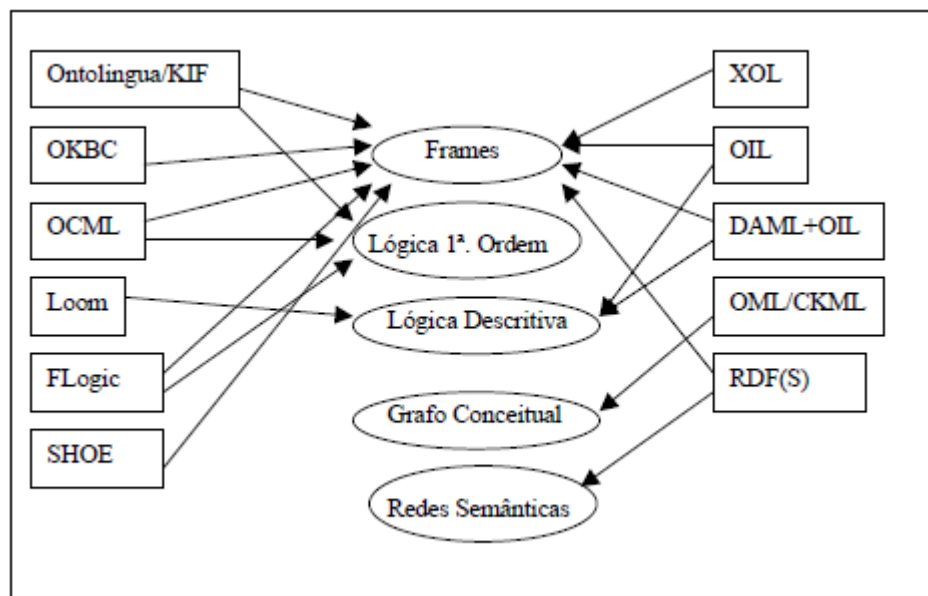 Ontolingua/KIF
OKBC
OCML
Loom
FLogic
SHOE
Frames
Lógica 1ª. Ordem
Lógica Descritiva
Grafo Conceitual
Redes Semânticas
XOL
OIL
DAML+OIL
OML/CKML
RDF(S)